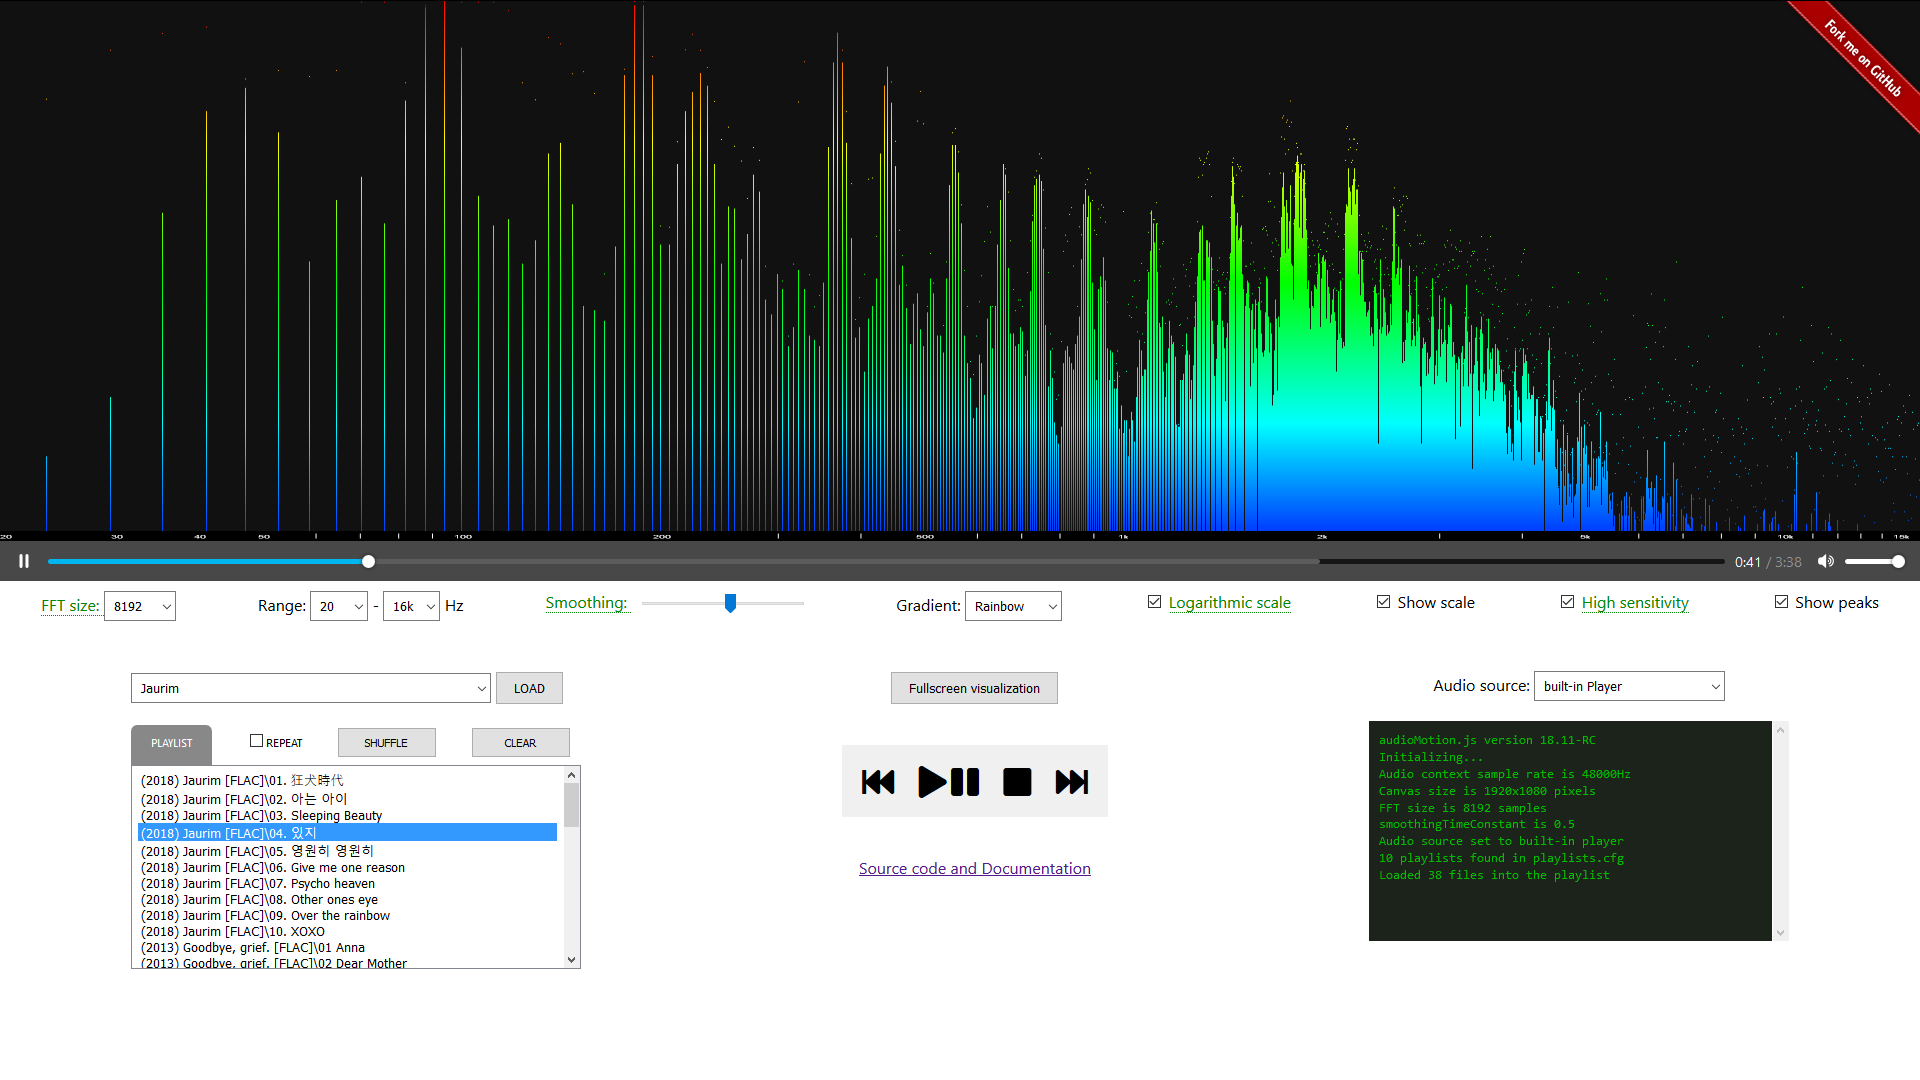 Fork me on GitHub
20 30 40 50 100 200 500 1k 2k 5k 10k 15k
0:41 / 3:38
FFT size: 8192 Range: 20 - 16k Hz Smoothing: Gradient: Rainbow Logarithmic scale Show scale High sensitivity Show peaks
Jaurim LOAD
Fullscreen visualization
Audio source: built-in Player
PLAYLIST REPEAT SHUFFLE CLEAR
(2018) Jaurim [FLAC]\01. 狂犬時代
(2018) Jaurim [FLAC]\02. 아는 아이
(2018) Jaurim [FLAC]\03. Sleeping Beauty
(2018) Jaurim [FLAC]\04. 있지
(2018) Jaurim [FLAC]\05. 영원히 영원히
(2018) Jaurim [FLAC]\06. Give me one reason
(2018) Jaurim [FLAC]\07. Psycho heaven
(2018) Jaurim [FLAC]\08. Other ones eye
(2018) Jaurim [FLAC]\09. Over the rainbow
(2018) Jaurim [FLAC]\10. XOXO
(2013) Goodbye, grief. [FLAC]\01 Anna
(2013) Goodbye, grief. [FLAC]\02 Dear Mother
Source code and Documentation
audioMotion.js version 18.11-RC
Initializing...
Audio context sample rate is 48000Hz
Canvas size is 1920x1080 pixels
FFT size is 8192 samples
smoothingTimeConstant is 0.5
Audio source set to built-in player
10 playlists found in playlists.cfg
Loaded 38 files into the playlist